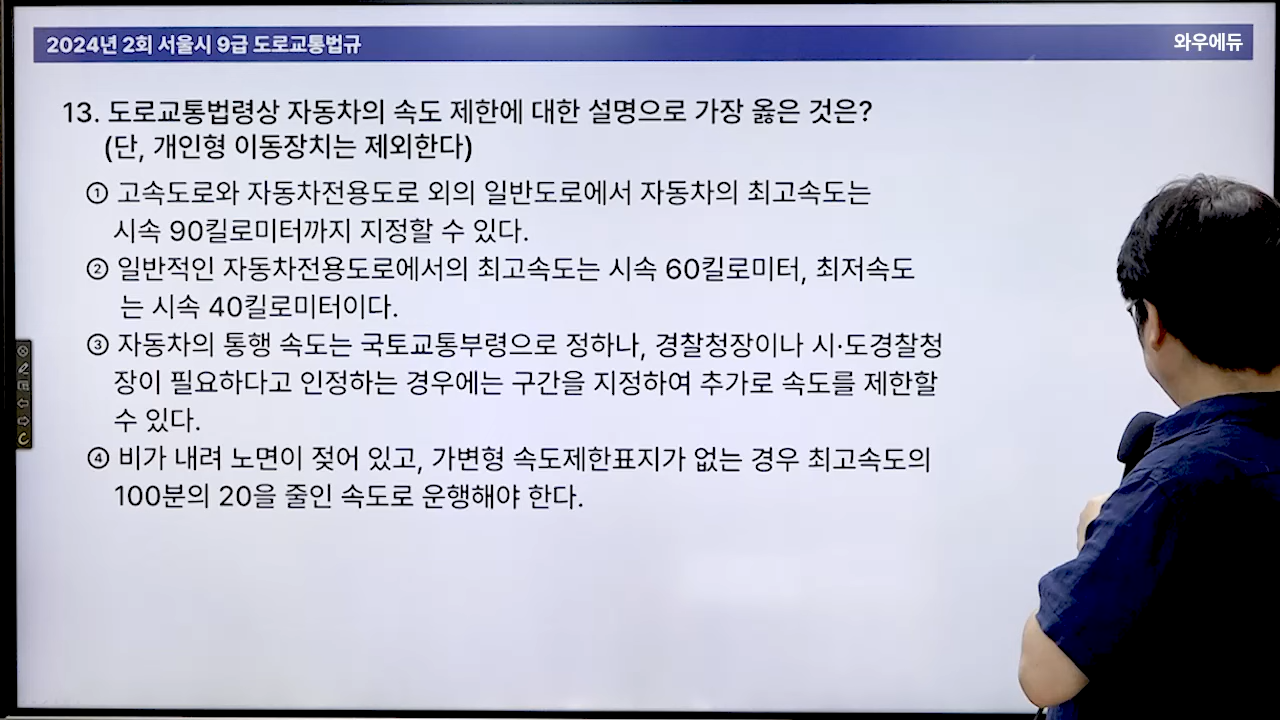 2024년 2회 서울시 9급 도로교통법규
와우에듀
13. 도로교통법령상 자동차의 속도 제한에 대한 설명으로 가장 옳은 것은?
(단, 개인형 이동장치는 제외한다)
① 고속도로와 자동차전용도로 외의 일반도로에서 자동차의 최고속도는
시속 90킬로미터까지 지정할 수 있다.
② 일반적인 자동차전용도로에서의 최고속도는 시속 60킬로미터, 최저속도
는 시속 40킬로미터이다.
③ 자동차의 통행 속도는 국토교통부령으로 정하나, 경찰청장이나 시·도경찰청
장이 필요하다고 인정하는 경우에는 구간을 지정하여 추가로 속도를 제한할
수 있다.
④ 비가 내려 노면이 젖어 있고, 가변형 속도제한표지가 없는 경우 최고속도의
100분의 20을 줄인 속도로 운행해야 한다.